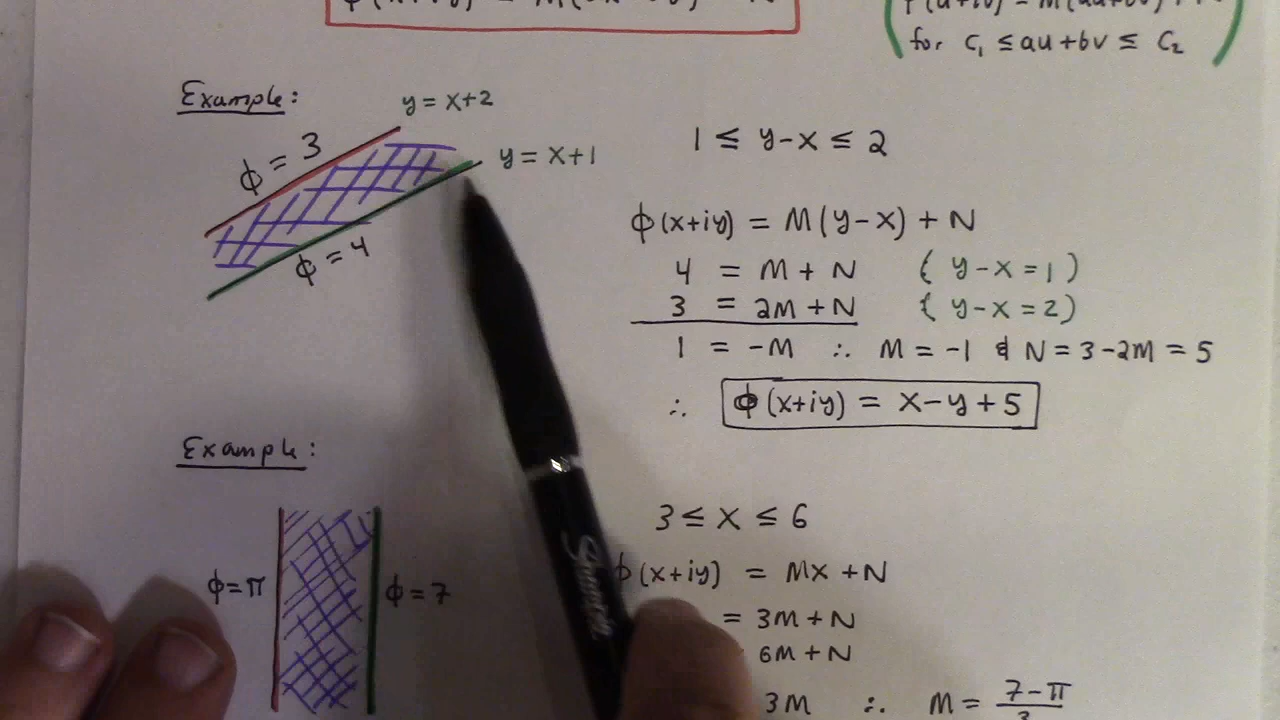 for c₁ ≤ au+bv ≤ c₂
Example:
y = x+2
ϕ = 3
y = x+1
ϕ = 4
1 ≤ y-x ≤ 2
ϕ(x+iy) = M(y-x) + N
4 = M + N ( y-x = 1 )
3 = 2M + N ( y-x = 2 )
1 = -M ∴ M = -1 & N = 3-2M = 5
∴ ϕ(x+iy) = x-y+5
Example:
ϕ=π
ϕ=7
3 ≤ x ≤ 6
ϕ(x+iy) = Mx + N
= 3M + N
6M + N
3M ∴ M = 7-π